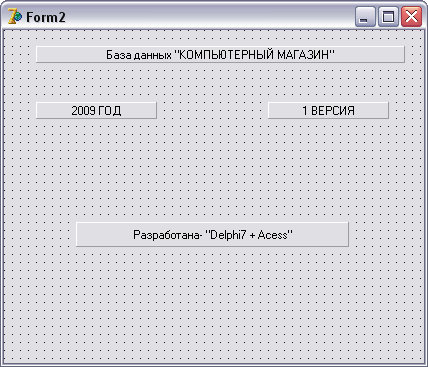 Form2
База данных "КОМПЬЮТЕРНЫЙ МАГАЗИН"
2009 ГОД
1 ВЕРСИЯ
Разработана- "Delphi7 + Acess"